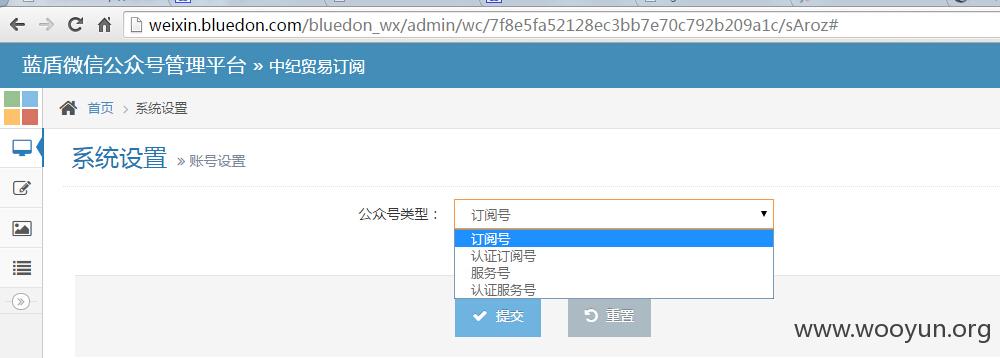 weixin.bluedon.com/bluedon_wx/admin/wc/7f8e5fa52128ec3bb7e70c792b209a1c/sAroz#
蓝盾微信公众号管理平台 » 中纪贸易订阅
首页 > 系统设置
系统设置 » 账号设置
公众号类型： 订阅号
订阅号
认证订阅号
服务号
认证服务号
提交 重置
www.wooyun.org